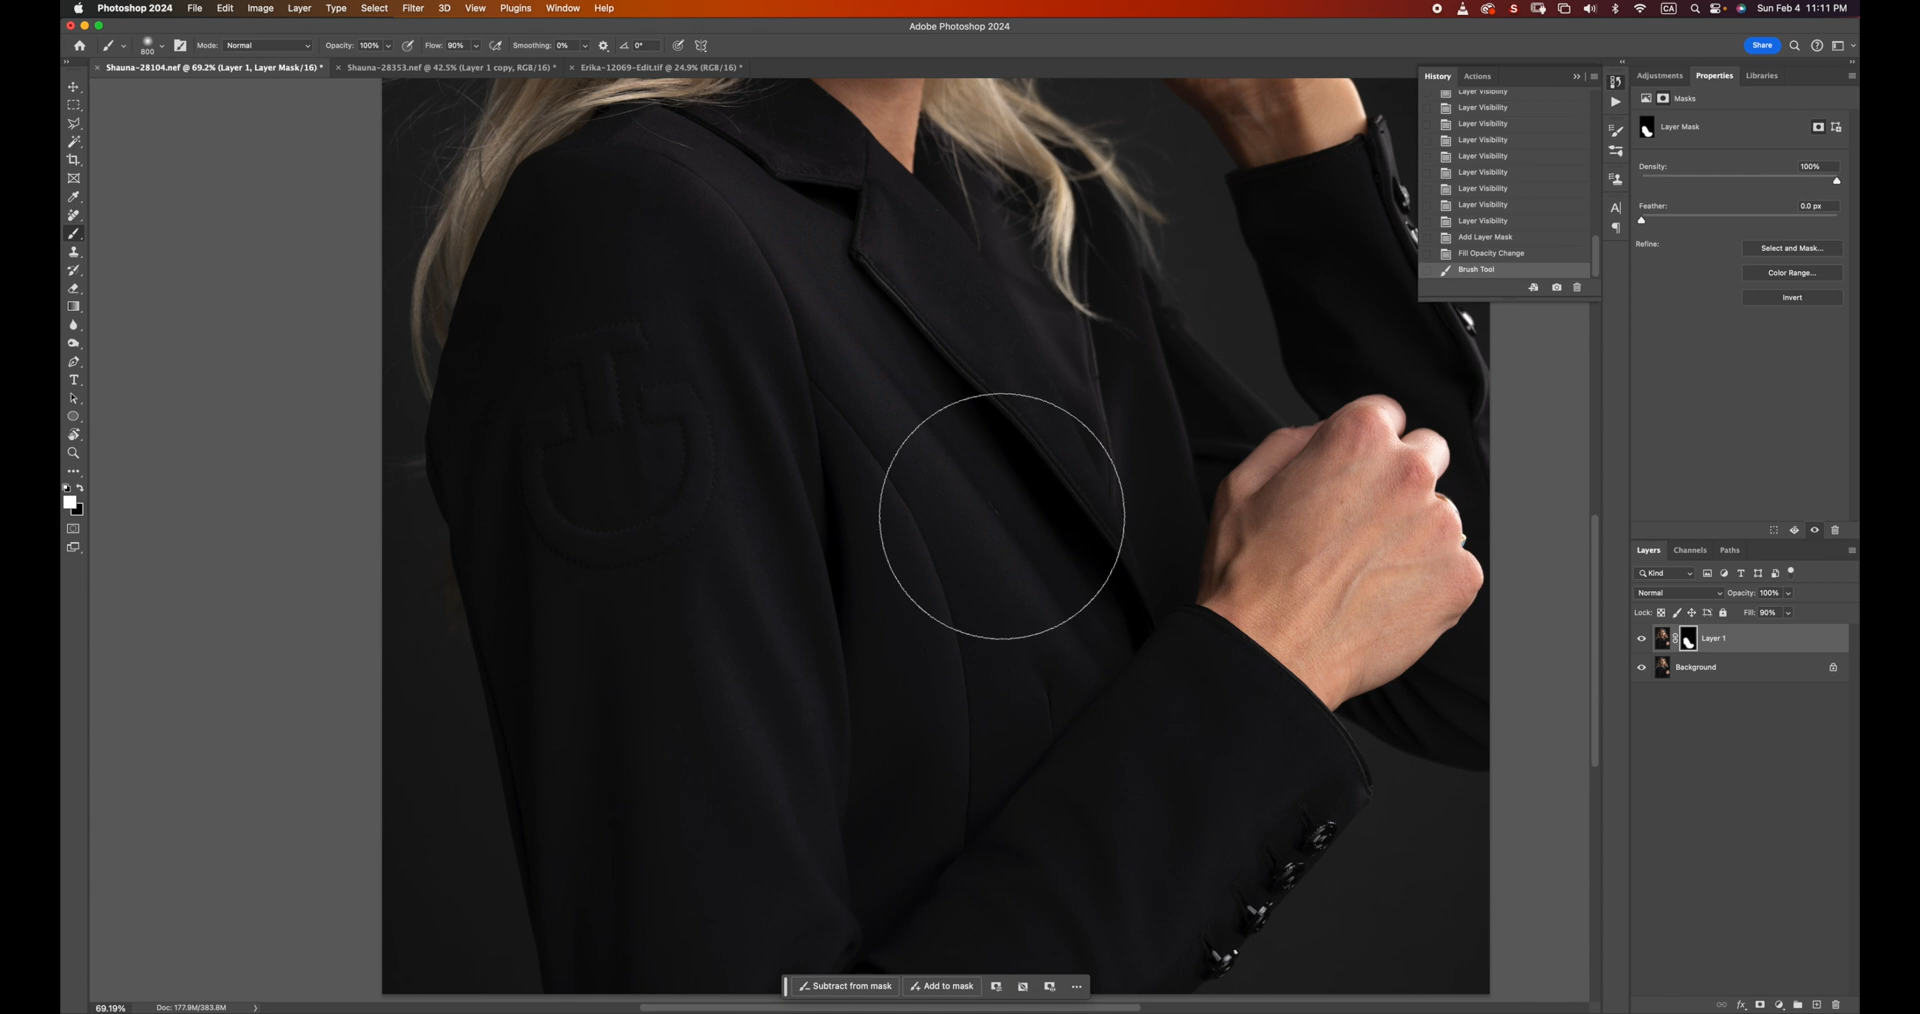 Photoshop 2024 File Edit Image Layer Type Select Filter 3D View Plugins Window Help CA Sun Feb 4 11:11 PM
Adobe Photoshop 2024
800 Mode: Normal Opacity: 100% Flow: 90% Smoothing: 0% 0° Share
× Shauna-28104.nef @ 69.2% (Layer 1, Layer Mask/16) * × Shauna-28353.nef @ 42.5% (Layer 1 copy, RGB/16) * × Erika-12069-Edit.tif @ 24.9% (RGB/16) *
History Actions
Layer Visibility
Layer Visibility
Layer Visibility
Layer Visibility
Layer Visibility
Layer Visibility
Layer Visibility
Layer Visibility
Layer Visibility
Add Layer Mask
Fill Opacity Change
Brush Tool
Adjustments Properties Libraries
Masks
Layer Mask
Density: 100%
Feather: 0.0 px
Refine: Select and Mask...
Color Range...
Invert
Layers Channels Paths
Kind
Normal Opacity: 100%
Lock: Fill: 90%
Layer 1
Background
Subtract from mask Add to mask
69.19% Doc: 177.9M/383.8M